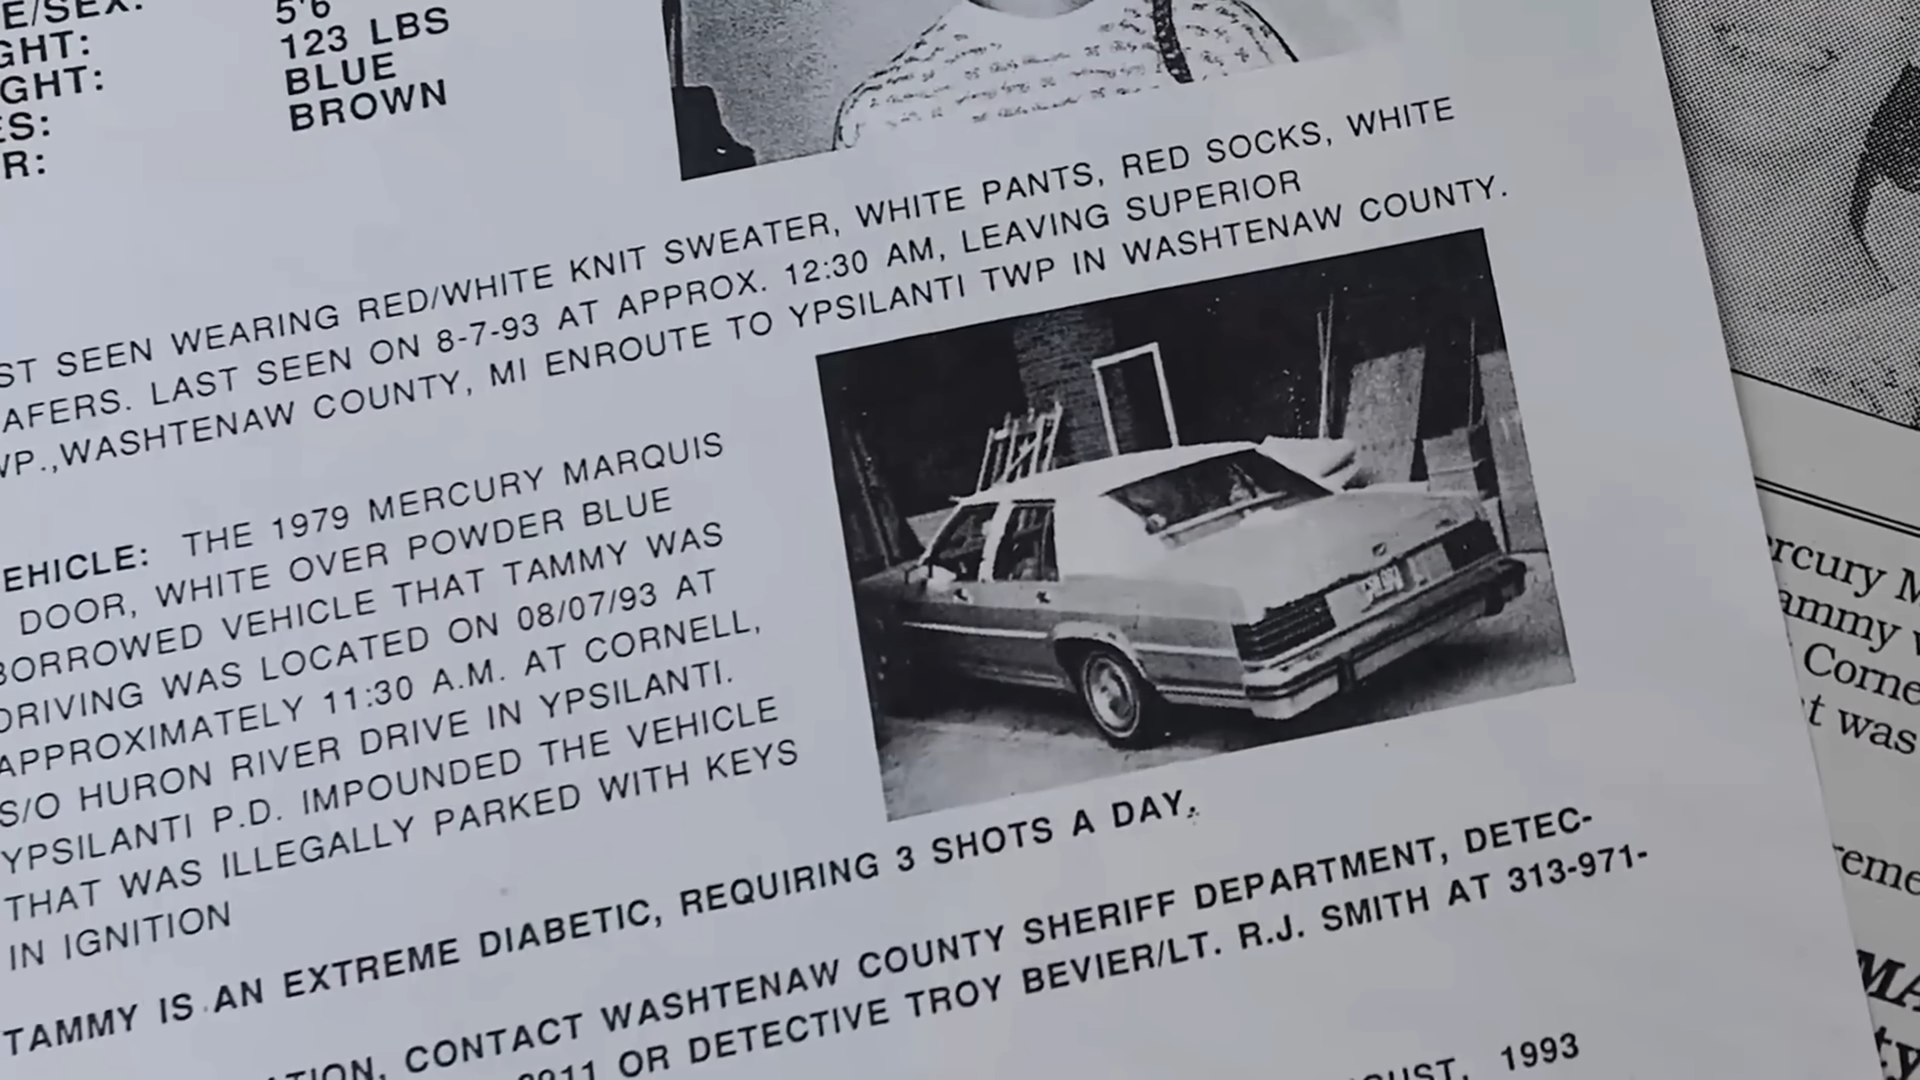 E/SEX:
GHT: 5'6
GHT: 123 LBS
ES: BLUE
R: BROWN
ST SEEN WEARING RED/WHITE KNIT SWEATER, WHITE PANTS, RED SOCKS, WHITE
AFERS. LAST SEEN ON 8-7-93 AT APPROX. 12:30 AM, LEAVING SUPERIOR
WP.,WASHTENAW COUNTY, MI ENROUTE TO YPSILANTI TWP IN WASHTENAW COUNTY.
EHICLE: THE 1979 MERCURY MARQUIS
DOOR, WHITE OVER POWDER BLUE
BORROWED VEHICLE THAT TAMMY WAS
DRIVING WAS LOCATED ON 08/07/93 AT
APPROXIMATELY 11:30 A.M. AT CORNELL,
S/O HURON RIVER DRIVE IN YPSILANTI.
YPSILANTI P.D. IMPOUNDED THE VEHICLE
THAT WAS ILLEGALLY PARKED WITH KEYS
IN IGNITION
TAMMY IS AN EXTREME DIABETIC, REQUIRING 3 SHOTS A DAY.
ATION, CONTACT WASHTENAW COUNTY SHERIFF DEPARTMENT, DETEC-
OR DETECTIVE TROY BEVIER/LT. R.J. SMITH AT 313-971-
GUST, 1993
rcury M
ammy
Corne
t was
reme
MA
ty